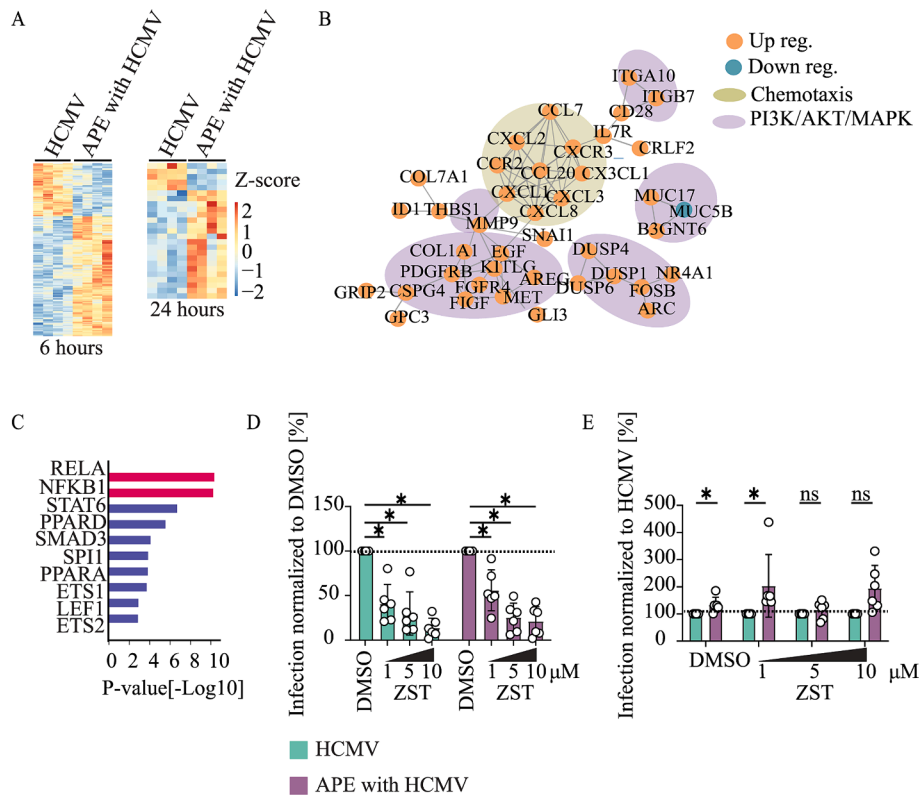 A
HCMV
APE with HCMV
HCMV
APE with HCMV
Z-score
2
1
0
−1
−2
6 hours
24 hours
B
Up reg.
Down reg.
Chemotaxis
PI3K/AKT/MAPK
ITGA10
ITGB7
CD28
CCL7
IL7R
CXCL2
CXCR3
CRLF2
CCR2
CCL20
CX3CL1
COL7A1
CXCL1
CXCL3
MUC17
ID1
THBS1
CXCL8
MUC5B
MMP9
B3GNT6
SNAI1
COL1A1
EGF
DUSP4
PDGFRB
KITLG
AREG
DUSP1
NR4A1
GRIP2
CSPG4
FGFR4
DUSP6
FOSB
FIGF
MET
ARC
GPC3
GLI3
C
RELA
NFKB1
STAT6
PPARD
SMAD3
SPI1
PPARA
ETS1
LEF1
ETS2
0 2 4 6 8 10
P-value[-Log10]
D
Infection normalized to DMSO [%]
150
100
50
0
* * *
* * *
DMSO 1 5 10 DMSO 1 5 10 μM
ZST ZST
HCMV
APE with HCMV
E
Infection normalized to HCMV [%]
500
400
300
200
100
0
* * ns ns
DMSO 1 5 10 μM
ZST